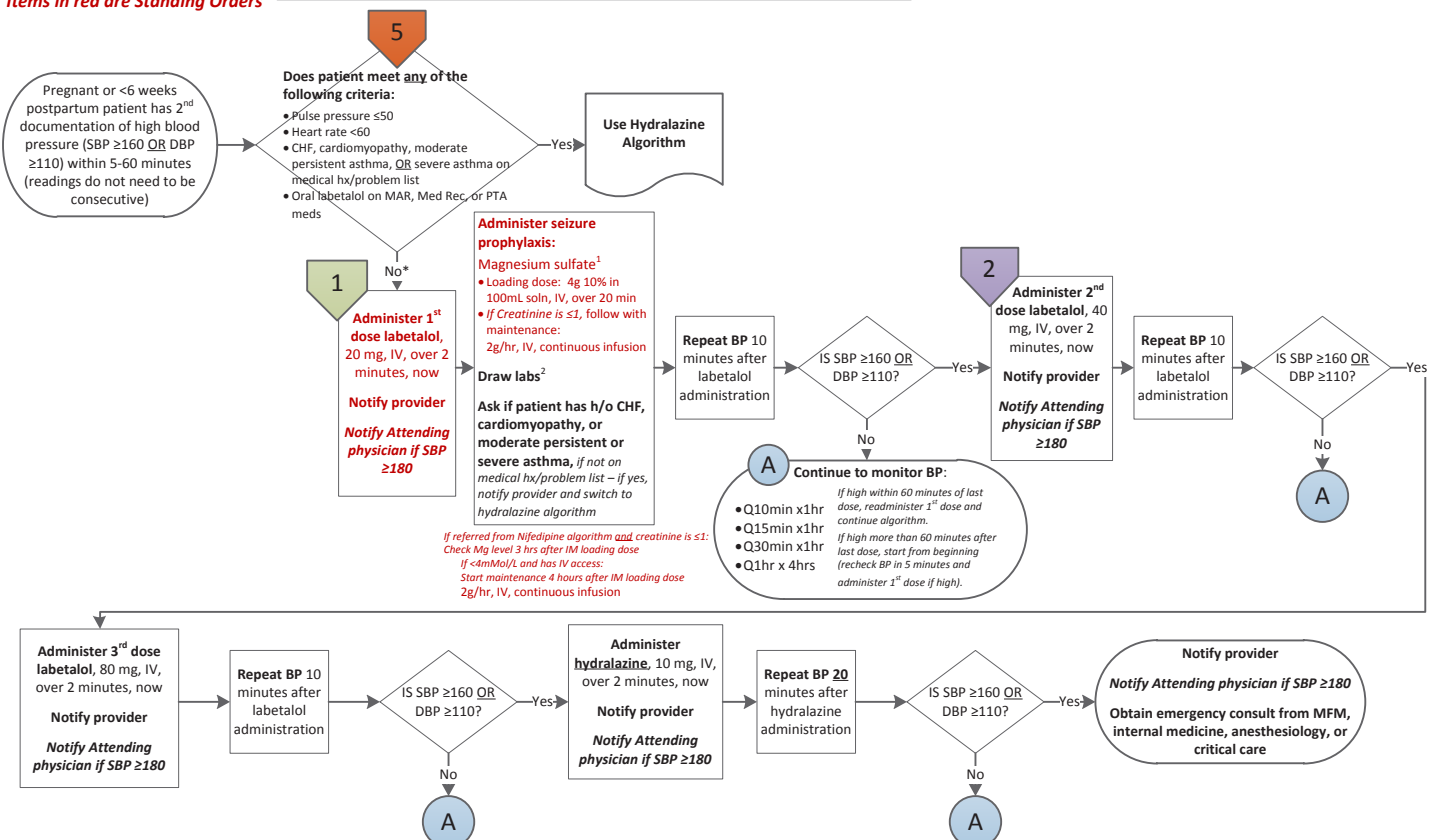 Items in red are Standing Orders
5
Pregnant or <6 weeks
postpartum patient has 2nd
documentation of high blood
pressure (SBP ≥160 OR DBP
≥110) within 5-60 minutes
(readings do not need to be
consecutive)
Does patient meet any of the
following criteria:
• Pulse pressure ≤50
• Heart rate <60
• CHF, cardiomyopathy, moderate
persistent asthma, OR severe asthma on
medical hx/problem list
• Oral labetalol on MAR, Med Rec, or PTA
meds
Yes
Use Hydralazine
Algorithm
No*
1
Administer 1st
dose labetalol,
20 mg, IV, over 2
minutes, now
Notify provider
Notify Attending
physician if SBP
≥180
Administer seizure
prophylaxis:
Magnesium sulfate1
• Loading dose: 4g 10% in
100mL soln, IV, over 20 min
• If Creatinine is ≤1, follow with
maintenance:
2g/hr, IV, continuous infusion
Draw labs2
Ask if patient has h/o CHF,
cardiomyopathy, or
moderate persistent or
severe asthma, if not on
medical hx/problem list – if yes,
notify provider and switch to
hydralazine algorithm
If referred from Nifedipine algorithm and creatinine is ≤1:
Check Mg level 3 hrs after IM loading dose
If <4mMol/L and has IV access:
Start maintenance 4 hours after IM loading dose
2g/hr, IV, continuous infusion
Repeat BP 10
minutes after
labetalol
administration
IS SBP ≥160 OR
DBP ≥110?
Yes
No
A
Continue to monitor BP:
• Q10min x1hr
• Q15min x1hr
• Q30min x1hr
• Q1hr x 4hrs
If high within 60 minutes of last
dose, readminister 1st dose and
continue algorithm.
If high more than 60 minutes after
last dose, start from beginning
(recheck BP in 5 minutes and
administer 1st dose if high).
2
Administer 2nd
dose labetalol, 40
mg, IV, over 2
minutes, now
Notify provider
Notify Attending
physician if SBP
≥180
Repeat BP 10
minutes after
labetalol
administration
IS SBP ≥160 OR
DBP ≥110?
Yes
No
A
Administer 3rd dose
labetalol, 80 mg, IV,
over 2 minutes, now
Notify provider
Notify Attending
physician if SBP ≥180
Repeat BP 10
minutes after
labetalol
administration
IS SBP ≥160 OR
DBP ≥110?
Yes
No
A
Administer
hydralazine, 10 mg, IV,
over 2 minutes, now
Notify provider
Notify Attending
physician if SBP ≥180
Repeat BP 20
minutes after
hydralazine
administration
IS SBP ≥160 OR
DBP ≥110?
Yes
No
A
Notify provider
Notify Attending physician if SBP ≥180
Obtain emergency consult from MFM,
internal medicine, anesthesiology, or
critical care